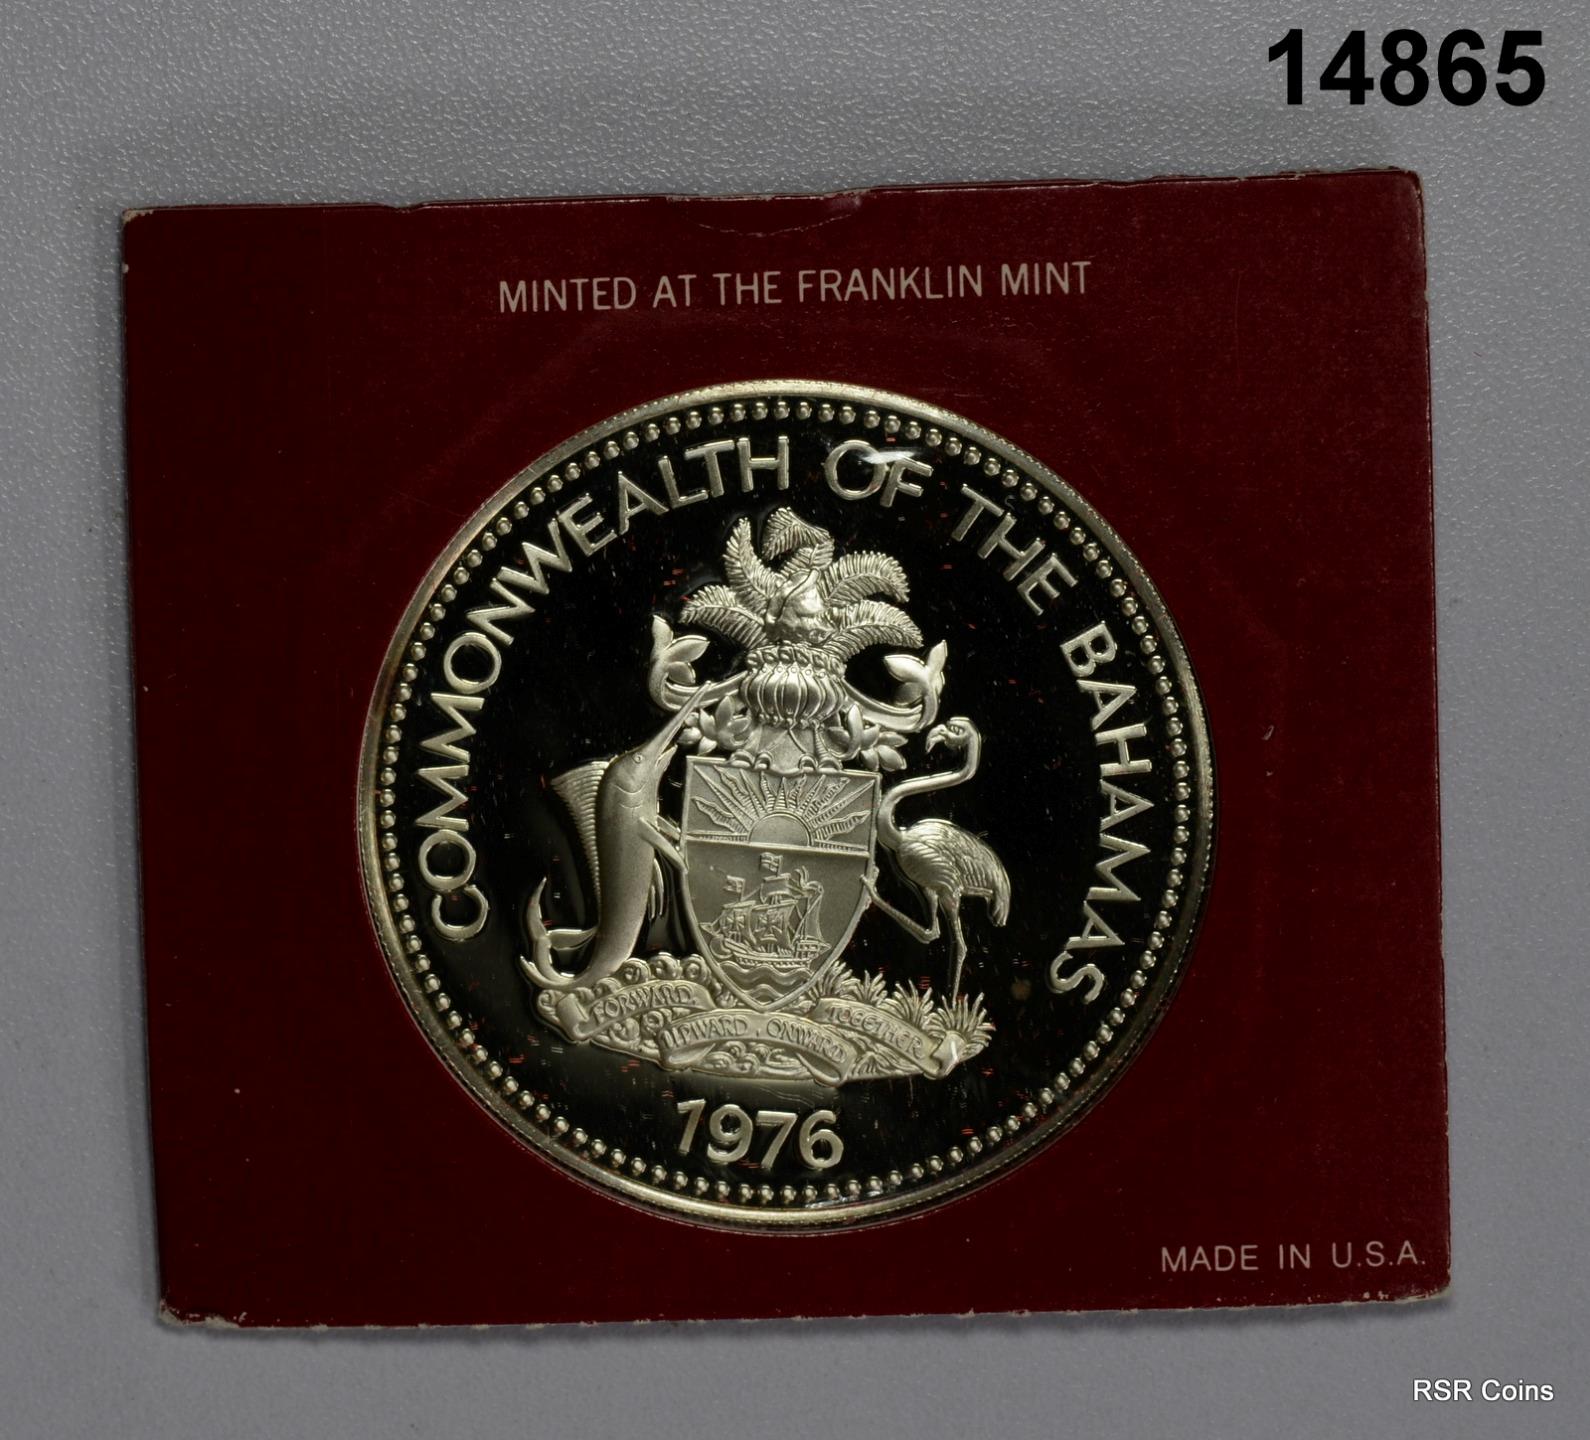 14865
MINTED AT THE FRANKLIN MINT
COMMONWEALTH OF THE BAHAMAS
FORWARD, UPWARD, ONWARD, TOGETHER
1976
MADE IN U.S.A.
RSR Coins